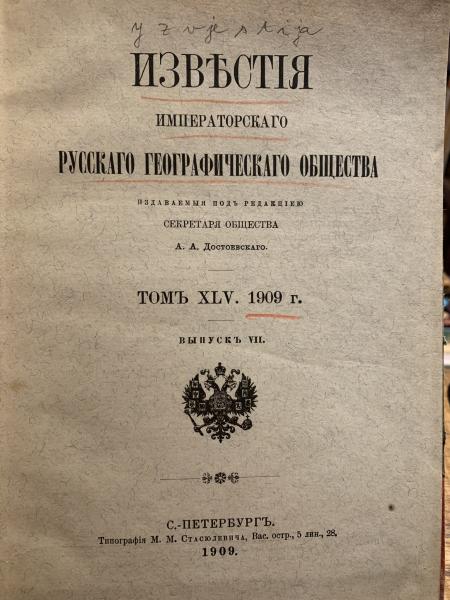 yzvjestija
ИЗВѢСТІЯ
ИМПЕРАТОРСКАГО
РУССКАГО ГЕОГРАФИЧЕСКАГО ОБЩЕСТВА
ИЗДАВАЕМЫЯ ПОДЪ РЕДАКЦІЕЮ
СЕКРЕТАРЯ ОБЩЕСТВА
А. А. Достоевскаго.
ТОМЪ XLV. 1909 г.
ВЫПУСКЪ VII.
С.-ПЕТЕРБУРГЪ.
Типографія М. М. Стасюлевича, Вас. остр., 5 лин., 28.
1909.